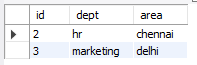 id dept area
2 hr chennai
3 marketing delhi